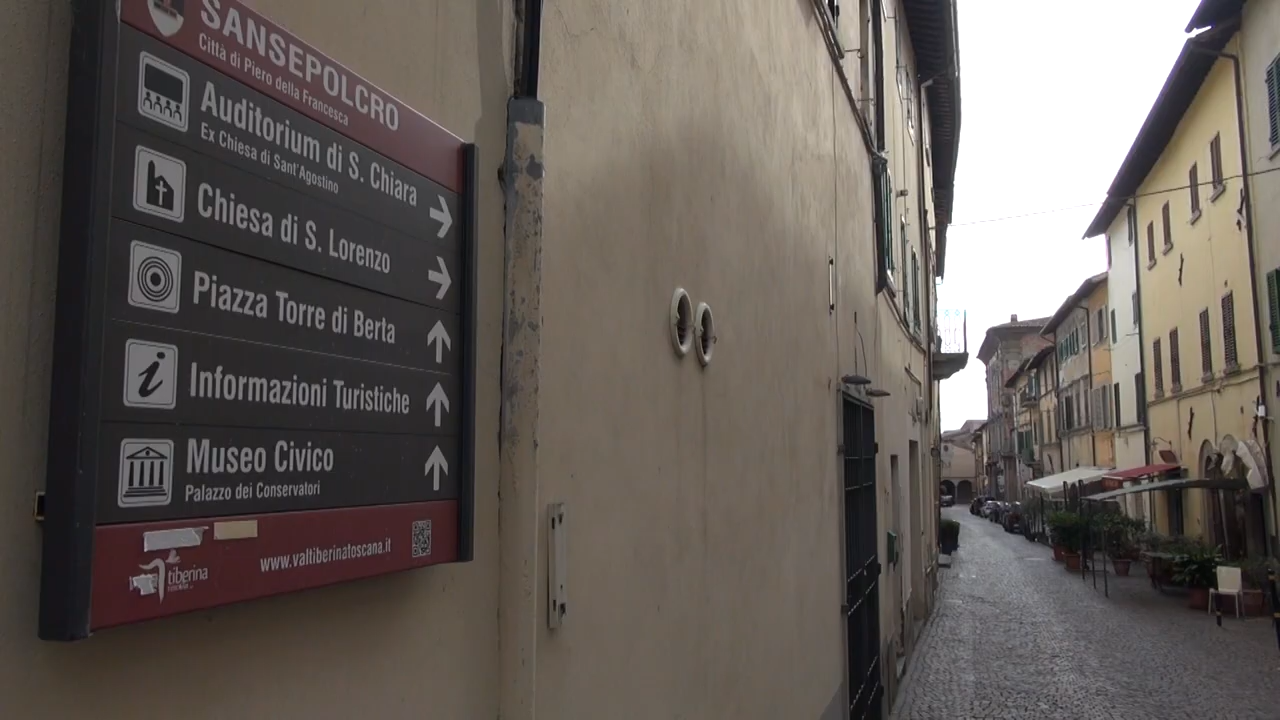 SANSEPOLCRO
Città di Piero della Francesca
Auditorium di S. Chiara
Ex Chiesa di Sant'Agostino
Chiesa di S. Lorenzo
Piazza Torre di Berta
Informazioni Turistiche
Museo Civico
Palazzo dei Conservatori
tiberina
www.valtiberinatoscana.it